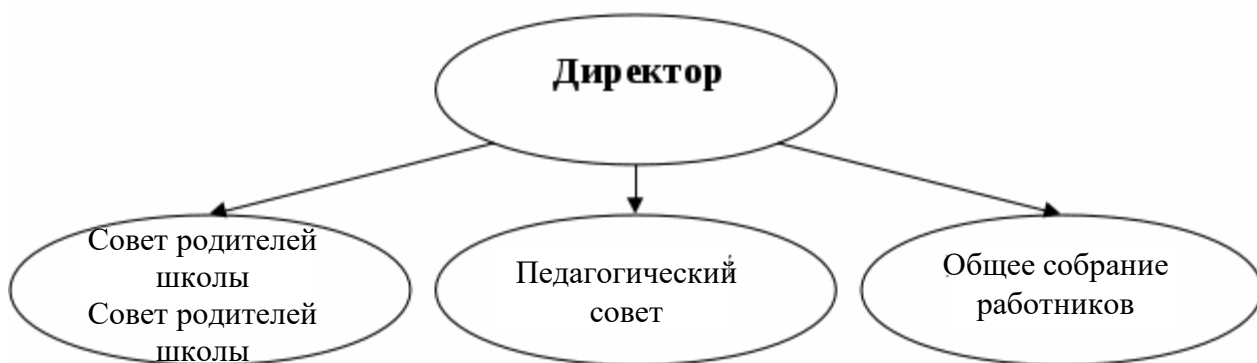 Директор
Совет родителей
школы
Совет родителей
школы
Педагогический
совет
Общее собрание
работников